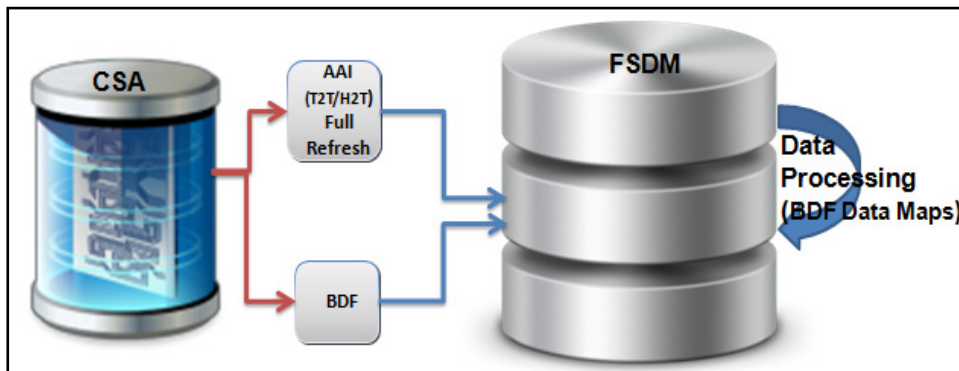 CSA
AAI
(T2T/H2T)
Full
Refresh
BDF
FSDM
Data
Processing
(BDF Data Maps)